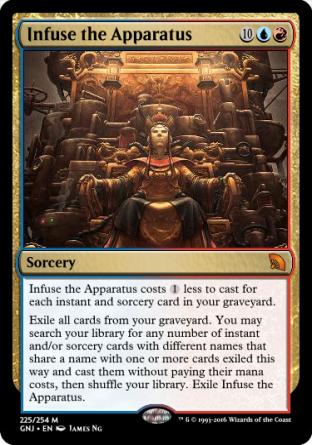 Infuse the Apparatus 10
Sorcery
Infuse the Apparatus costs 1 less to cast for
each instant and sorcery card in your graveyard.
Exile all cards from graveyard. You may
search your library for any number of instant
and/or sorcery cards with different names
that share a name with one or more cards exiled this
way and cast them without paying their mana
costs, then shuffle your library. Exile Infuse the
Apparatus.
225/254 M
GNJ • EN James Ng
™ & © 1993-2016 Wizards of the Coast